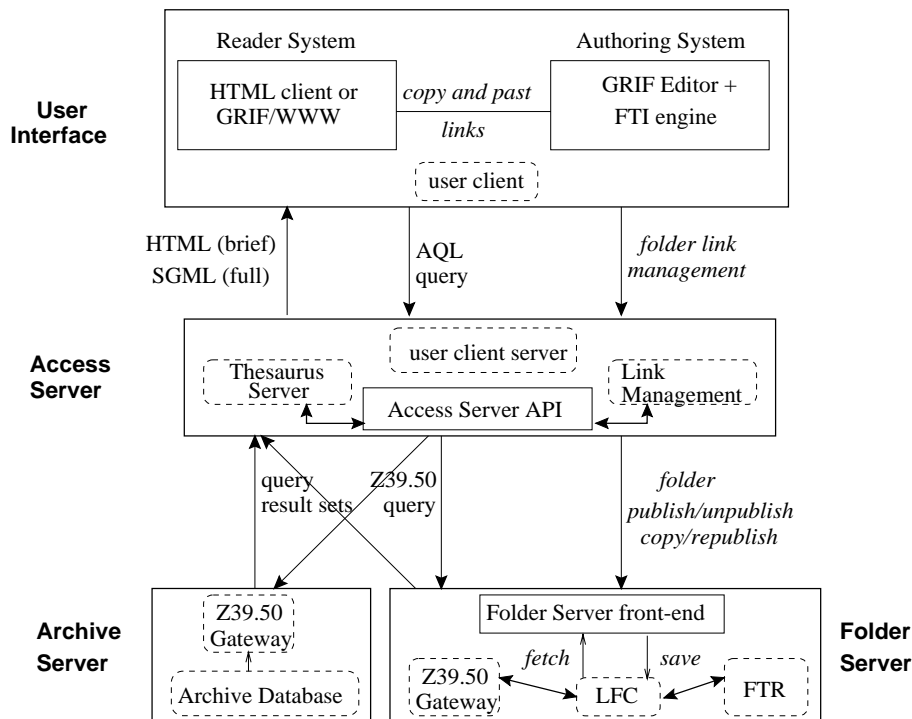 Reader System
Authoring System
User
Interface
HTML client or
GRIF/WWW
copy and past
links
GRIF Editor +
FTI engine
user client
HTML (brief)
SGML (full)
AQL
query
folder link
management
Access
Server
user client server
Thesaurus
Server
Link
Management
Access Server API
query
result sets
Z39.50
query
folder
publish/unpublish
copy/republish
Archive
Server
Z39.50
Gateway
Archive Database
Folder Server front-end
fetch
save
Z39.50
Gateway
LFC
FTR
Folder
Server